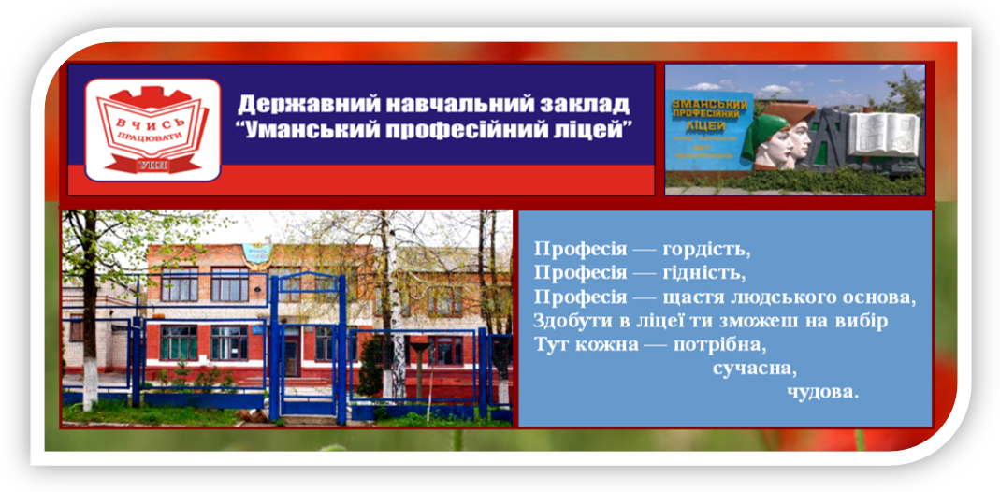 ВЧИСЬ
ПРАЦЮВАТИ
УПЛ
Державний навчальний заклад
“Уманський професійний ліцей”
УМАНСЬКИЙ
ПРОФЕСІЙНИЙ
ЛІЦЕЙ
Професія — гордість,
Професія — гідність,
Професія — щастя людського основа,
Здобути в ліцеї ти зможеш на вибір
Тут кожна — потрібна,
сучасна,
чудова.